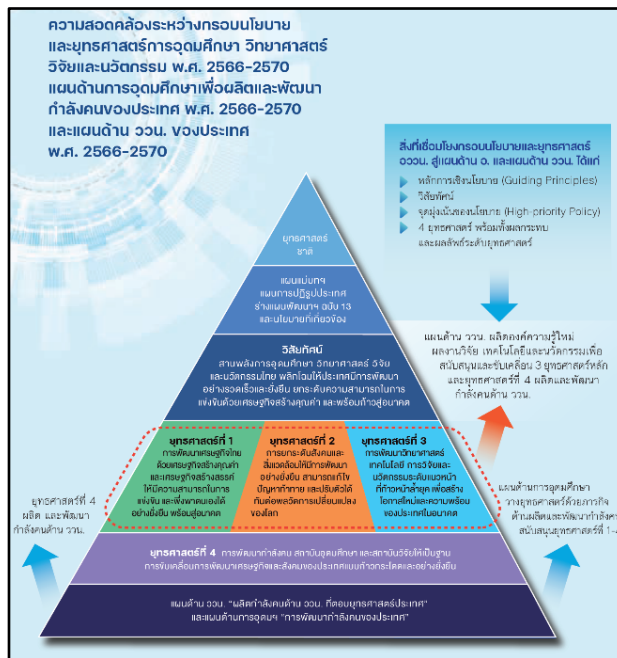 ความสอดคล้องระหว่างกรอบนโยบาย
และยุทธศาสตร์การอุดมศึกษา วิทยาศาสตร์
วิจัยและนวัตกรรม พ.ศ. 2566-2570
แผนด้านการอุดมศึกษาเพื่อผลิตและพัฒนา
กำลังคนของประเทศ พ.ศ. 2566-2570
และแผนด้าน ววน. ของประเทศ
พ.ศ. 2566-2570
สิ่งที่เชื่อมโยงกรอบนโยบายและยุทธศาสตร์
อววน. สู่แผนด้าน อ. และแผนด้าน ววน. ได้แก่
หลักการเชิงนโยบาย (Guiding Principles)
วิสัยทัศน์
จุดมุ่งเน้นของนโยบาย (High-priority Policy)
4 ยุทธศาสตร์ พร้อมทั้งผลกระทบ
และผลลัพธ์ระดับยุทธศาสตร์
ยุทธศาสตร์
ชาติ
แผนแม่บทฯ
แผนการปฏิรูปประเทศ
ร่างแผนพัฒนาฯ ฉบับ 13
และนโยบายที่เกี่ยวข้อง
วิสัยทัศน์
สานพลังการอุดมศึกษา วิทยาศาสตร์ วิจัย
และนวัตกรรมไทย พลิกโฉมให้ประเทศมีการพัฒนา
อย่างรวดเร็วและยั่งยืน ยกระดับความสามารถในการ
แข่งขันด้วยเศรษฐกิจสร้างคุณค่า และพร้อมก้าวสู่อนาคต
แผนด้าน ววน. ผลิตองค์ความรู้ใหม่
ผลงานวิจัย เทคโนโลยีและนวัตกรรมเพื่อ
สนับสนุนและขับเคลื่อน 3 ยุทธศาสตร์หลัก
และยุทธศาสตร์ที่ 4 ผลิตและพัฒนา
กำลังคนด้าน ววน.
ยุทธศาสตร์ที่ 1
การพัฒนาเศรษฐกิจไทย
ด้วยเศรษฐกิจสร้างคุณค่า
และเศรษฐกิจสร้างสรรค์
ให้มีความสามารถในการ
แข่งขัน และพึ่งพาตนเองได้
อย่างยั่งยืน พร้อมสู่อนาคต
ยุทธศาสตร์ที่ 2
การยกระดับสังคมและ
สิ่งแวดล้อมให้มีการพัฒนา
อย่างยั่งยืน สามารถแก้ไข
ปัญหาท้าทาย และปรับตัวได้
ทันต่อพลวัตการเปลี่ยนแปลง
ของโลก
ยุทธศาสตร์ที่ 3
การพัฒนาวิทยาศาสตร์
เทคโนโลยี การวิจัยและ
นวัตกรรมระดับแนวหน้า
ที่ก้าวหน้าล้ำยุค เพื่อสร้าง
โอกาสใหม่และความพร้อม
ของประเทศในอนาคต
ยุทธศาสตร์ที่ 4
ผลิต และพัฒนา
กำลังคนด้าน ววน.
แผนด้านการอุดมศึกษา
วางยุทธศาสตร์ด้วยภารกิจ
ด้านผลิตและพัฒนากำลังคน
สนับสนุนยุทธศาสตร์ที่ 1-4
ยุทธศาสตร์ที่ 4 การพัฒนากำลังคน สถาบันอุดมศึกษา และสถาบันวิจัยให้เป็นฐาน
การขับเคลื่อนการพัฒนาเศรษฐกิจและสังคมของประเทศแบบก้าวกระโดดและอย่างยั่งยืน
แผนด้าน ววน. "ผลิตกำลังคนด้าน ววน. ที่ตอบยุทธศาสตร์ประเทศ"
และแผนด้านการอุดมฯ "การพัฒนากำลังคนของประเทศ"